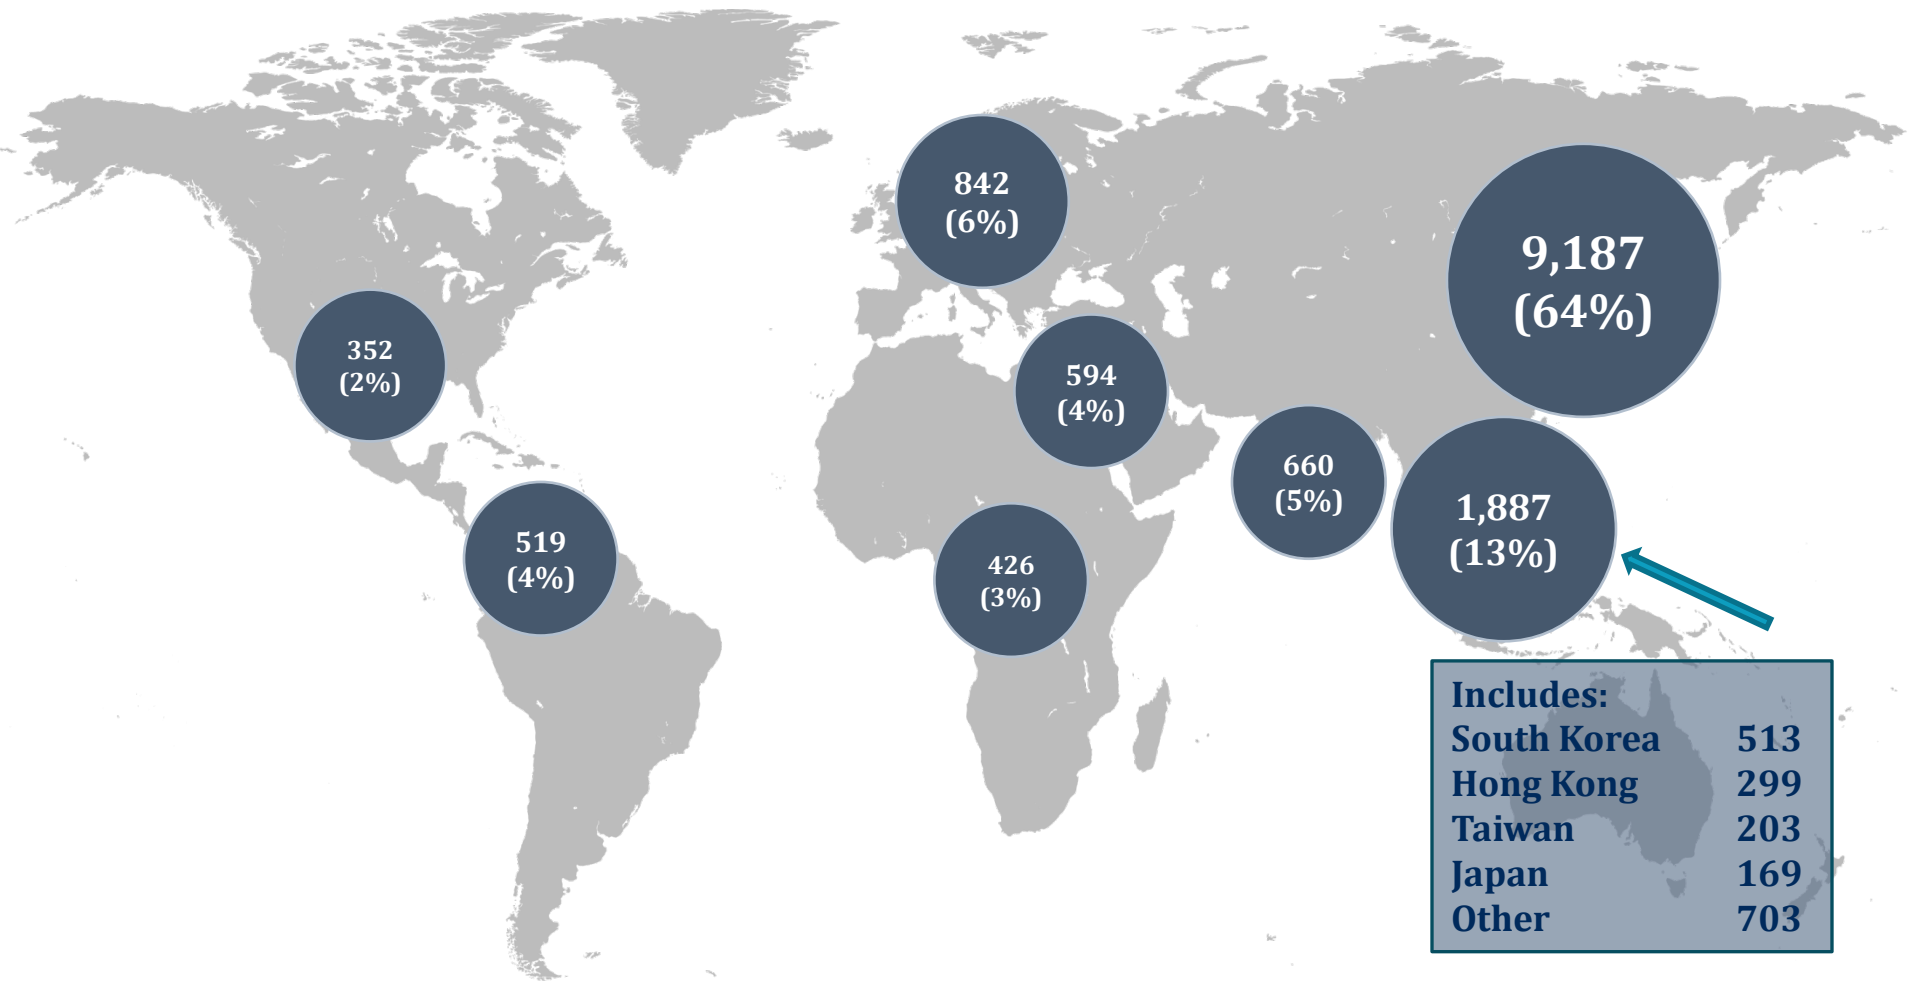 842
(6%)
9,187
(64%)
352
(2%)
594
(4%)
660
(5%)
1,887
(13%)
519
(4%)
426
(3%)
Includes:
South Korea 513
Hong Kong 299
Taiwan 203
Japan 169
Other 703